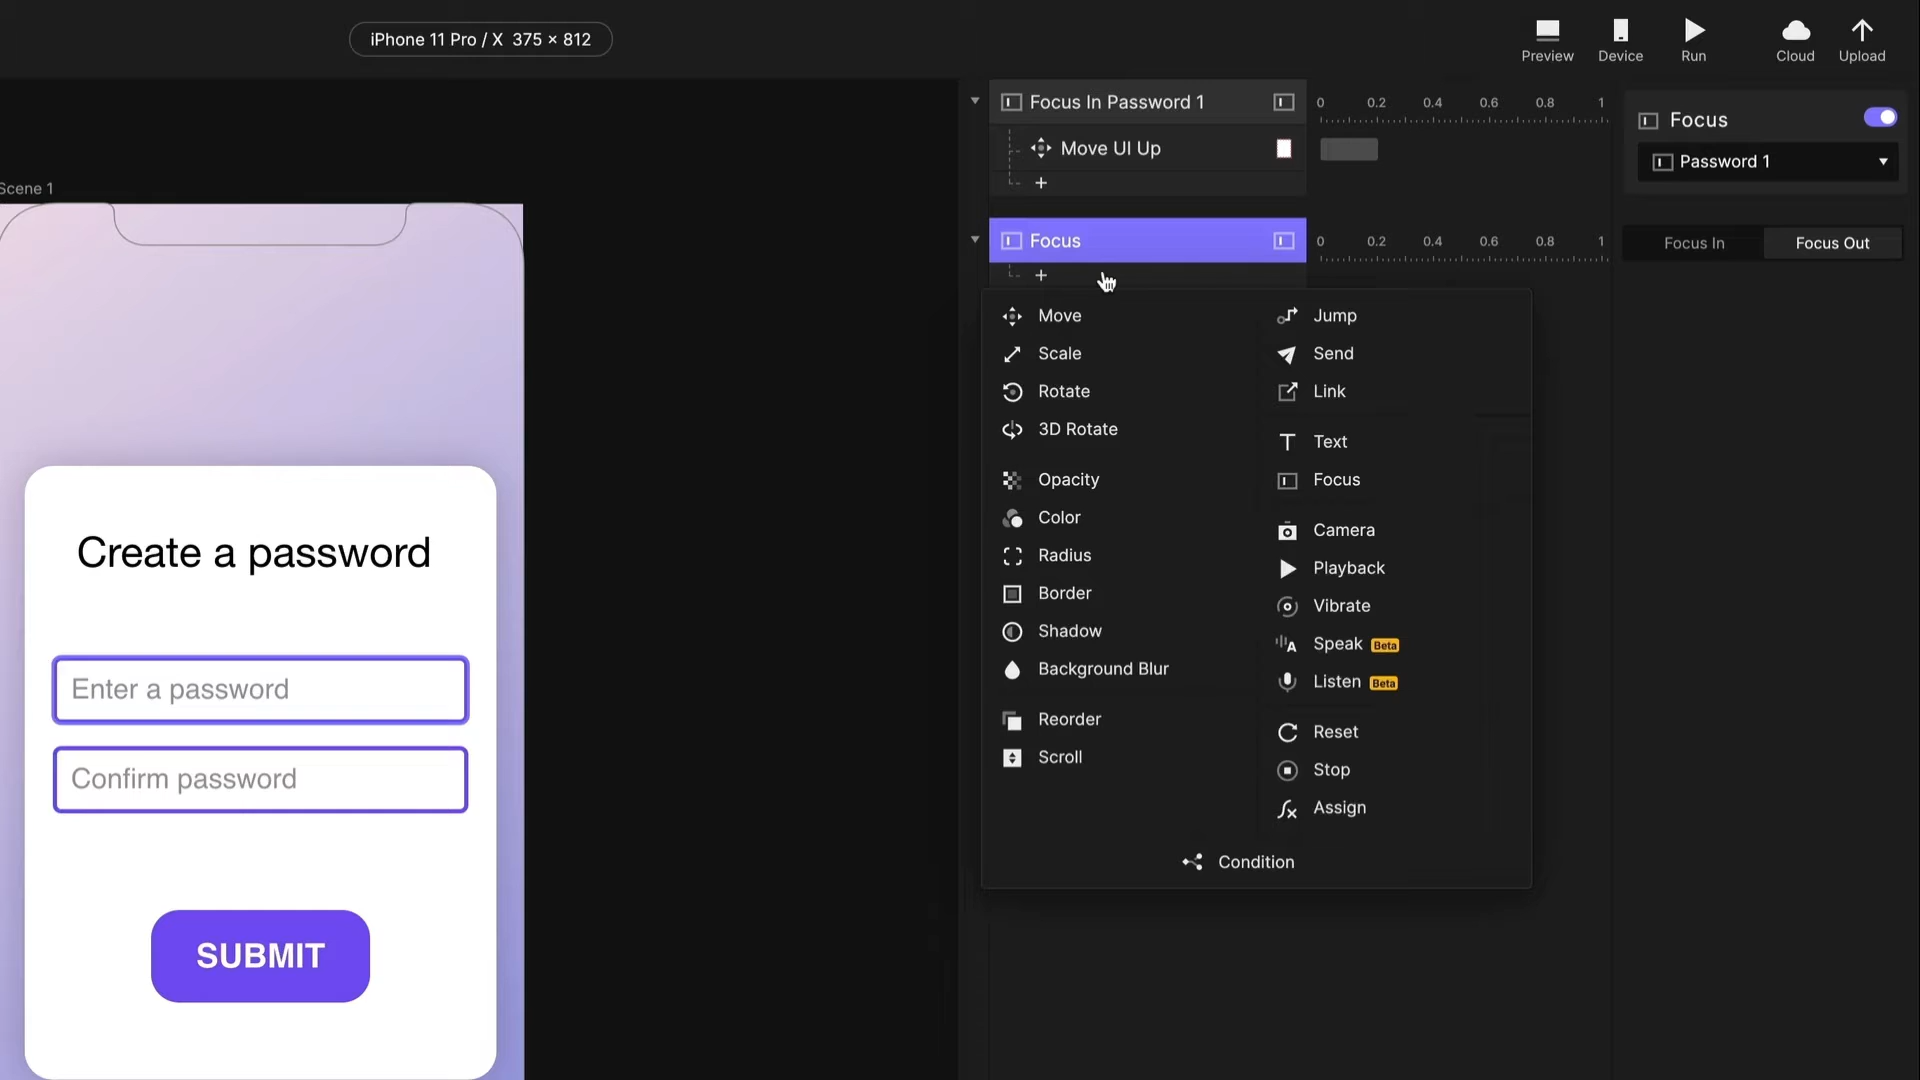 iPhone 11 Pro / X 375 × 812
Preview
Device
Run
Cloud
Upload
Scene 1
Create a password
Enter a password
Confirm password
SUBMIT
Focus In Password 1
0 0.2 0.4 0.6 0.8 1
Move UI Up
+
Focus
0 0.2 0.4 0.6 0.8 1
+
Move
Scale
Rotate
3D Rotate
Opacity
Color
Radius
Border
Shadow
Background Blur
Reorder
Scroll
Jump
Send
Link
T Text
Focus
Camera
Playback
Vibrate
Speak Beta
Listen Beta
Reset
Stop
Assign
Condition
Focus
Password 1
Focus In
Focus Out